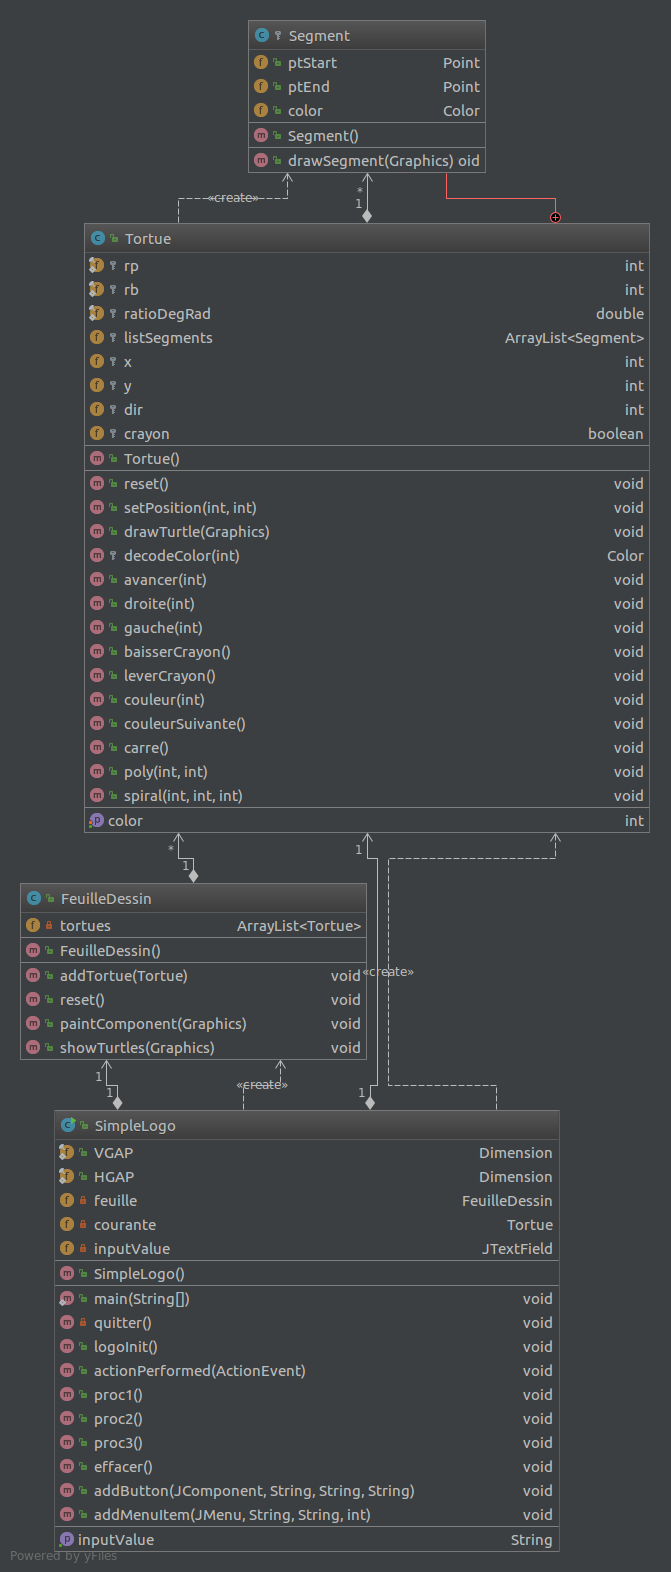 Segment
ptStart Point
ptEnd Point
color Color
Segment()
drawSegment(Graphics) oid
«create»
*
1
Tortue
rp int
rb int
ratioDegRad double
listSegments ArrayList<Segment>
x int
y int
dir int
crayon boolean
Tortue()
reset() void
setPosition(int, int) void
drawTurtle(Graphics) void
decodeColor(int) Color
avancer(int) void
droite(int) void
gauche(int) void
baisserCrayon() void
leverCrayon() void
couleur(int) void
couleurSuivante() void
carre() void
poly(int, int) void
spiral(int, int, int) void
color int
*
1
1
FeuilleDessin
tortues ArrayList<Tortue>
FeuilleDessin()
addTortue(Tortue) void
«create»
reset() void
paintComponent(Graphics) void
showTurtles(Graphics) void
1
«create»
1
1
SimpleLogo
VGAP Dimension
HGAP Dimension
feuille FeuilleDessin
courante Tortue
inputValue JTextField
SimpleLogo()
main(String[]) void
quitter() void
logoInit() void
actionPerformed(ActionEvent) void
proc1() void
proc2() void
proc3() void
effacer() void
addButton(JComponent, String, String, String) void
addMenuItem(JMenu, String, String, int) void
inputValue String
Powered by yFiles